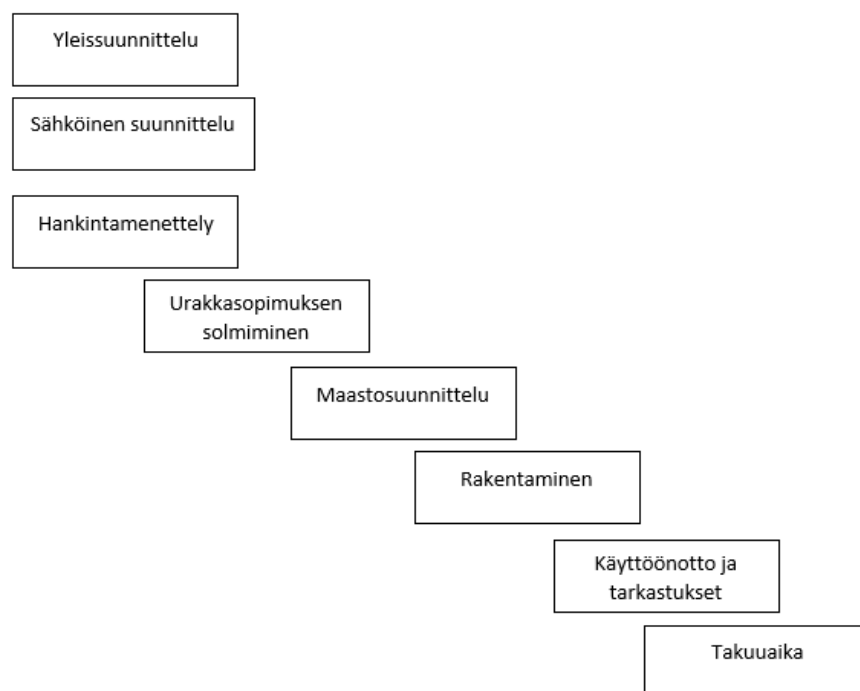 Yleissuunnittelu
Sähköinen suunnittelu
Hankintamenettely
Urakkasopimuksen
solmiminen
Maastosuunnittelu
Rakentaminen
Käyttöönotto ja
tarkastukset
Takuuaika